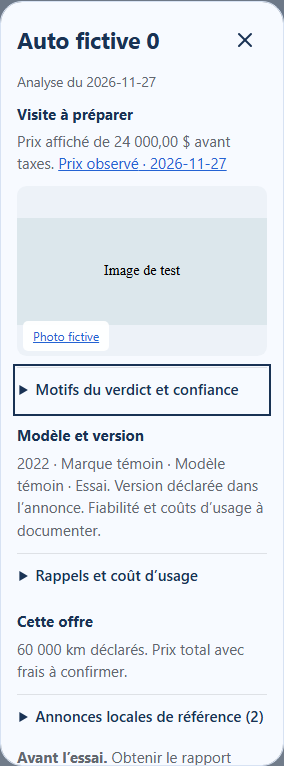 Auto fictive 0
Analyse du 2026-11-27
Visite à préparer
Prix affiché de 24 000,00 $ avant
taxes. Prix observé · 2026-11-27
Image de test
Photo fictive
Motifs du verdict et confiance
Modèle et version
2022 · Marque témoin · Modèle
témoin · Essai. Version déclarée dans
l’annonce. Fiabilité et coûts d’usage à
documenter.
Rappels et coût d’usage
Cette offre
60 000 km déclarés. Prix total avec
frais à confirmer.
Annonces locales de référence (2)
Avant l’essai. Obtenir le rapport